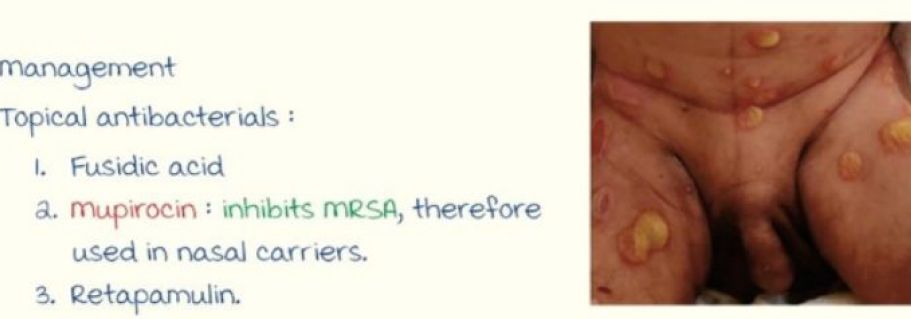 management
Topical antibacterials :
1. Fusidic acid
2. mupirocin : inhibits MRSA, therefore
used in nasal carriers.
3. Retapamulin.